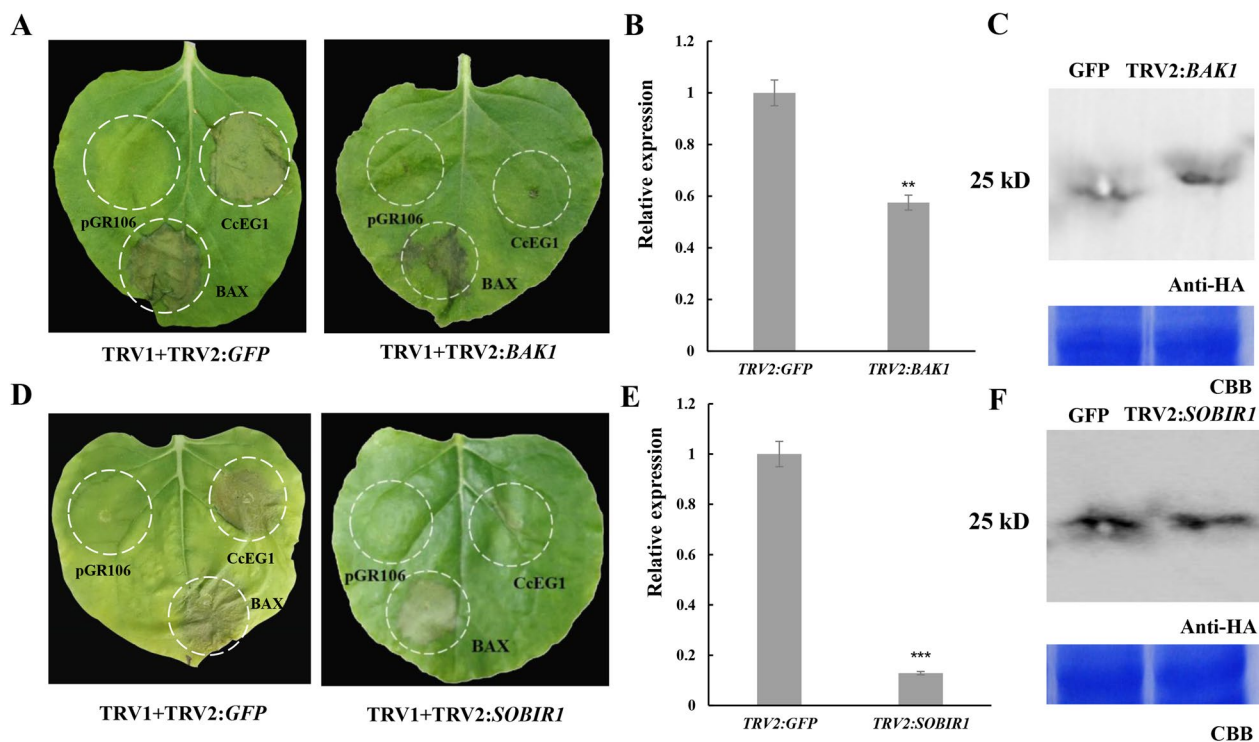 A
pGR106
CcEG1
BAX
TRV1+TRV2:GFP
pGR106
CcEG1
BAX
TRV1+TRV2:BAK1
B
Relative expression
1.2
1
0.8
0.6
0.4
0.2
0
**
TRV2:GFP
TRV2:BAK1
C
GFP TRV2:BAK1
25 kD
Anti-HA
CBB
D
pGR106
CcEG1
BAX
TRV1+TRV2:GFP
pGR106
CcEG1
BAX
TRV1+TRV2:SOBIR1
E
Relative expression
1.2
1
0.8
0.6
0.4
0.2
0
***
TRV2:GFP
TRV2:SOBIR1
F
GFP TRV2:SOBIR1
25 kD
Anti-HA
CBB